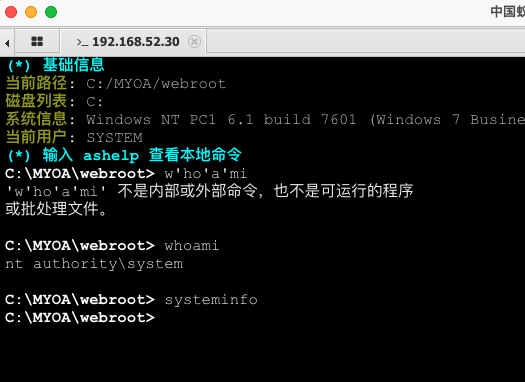 中国蚁
192.168.52.30
(*) 基础信息
当前路径: C:/MYOA/webroot
磁盘列表: C:
系统信息: Windows NT PC1 6.1 build 7601 (Windows 7 Busine
当前用户: SYSTEM
(*) 输入 ashelp 查看本地命令
C:\MYOA\webroot> w'ho'a'mi
'w'ho'a'mi' 不是内部或外部命令，也不是可运行的程序
或批处理文件。
C:\MYOA\webroot> whoami
nt authority\system
C:\MYOA\webroot> systeminfo
C:\MYOA\webroot>